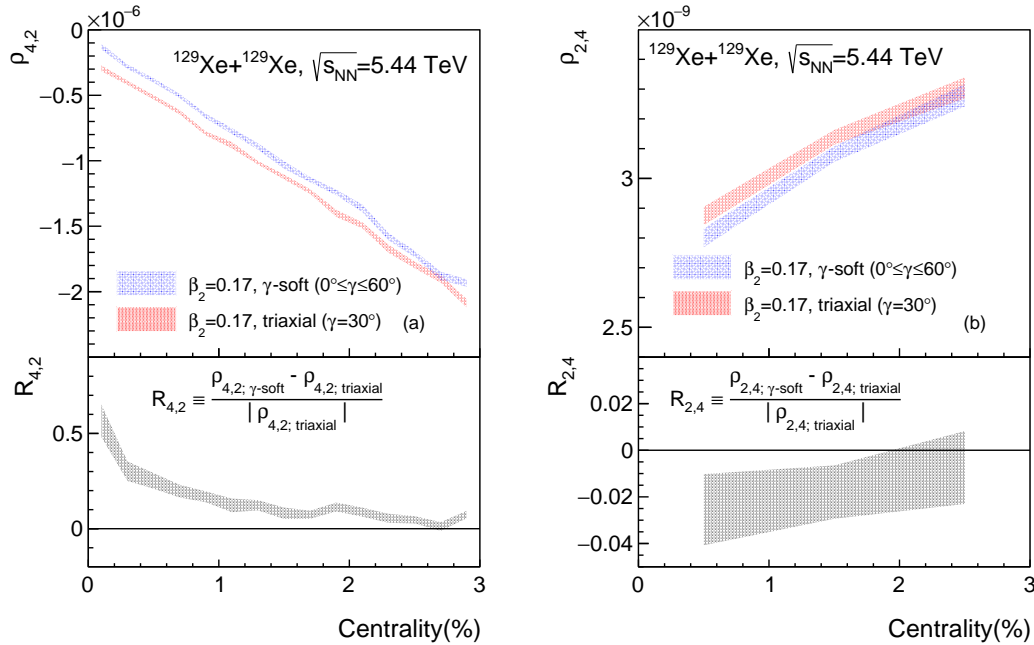 ×10⁻⁶
ρ₄,₂
0
−0.5
−1
−1.5
−2
¹²⁹Xe+¹²⁹Xe, √s_NN=5.44 TeV
β₂=0.17, γ-soft (0°≤γ≤60°)
β₂=0.17, triaxial (γ=30°)
(a)
R₄,₂
0.5
0
R₄,₂ ≡ ρ₄,₂; γ-soft - ρ₄,₂; triaxial
| ρ₄,₂; triaxial |
0 1 2 3
Centrality(%)
×10⁻⁹
ρ₂,₄
3
2.5
¹²⁹Xe+¹²⁹Xe, √s_NN=5.44 TeV
β₂=0.17, γ-soft (0°≤γ≤60°)
β₂=0.17, triaxial (γ=30°)
(b)
R₂,₄
0.02
0
−0.02
−0.04
R₂,₄ ≡ ρ₂,₄; γ-soft - ρ₂,₄; triaxial
| ρ₂,₄; triaxial |
0 1 2 3
Centrality(%)